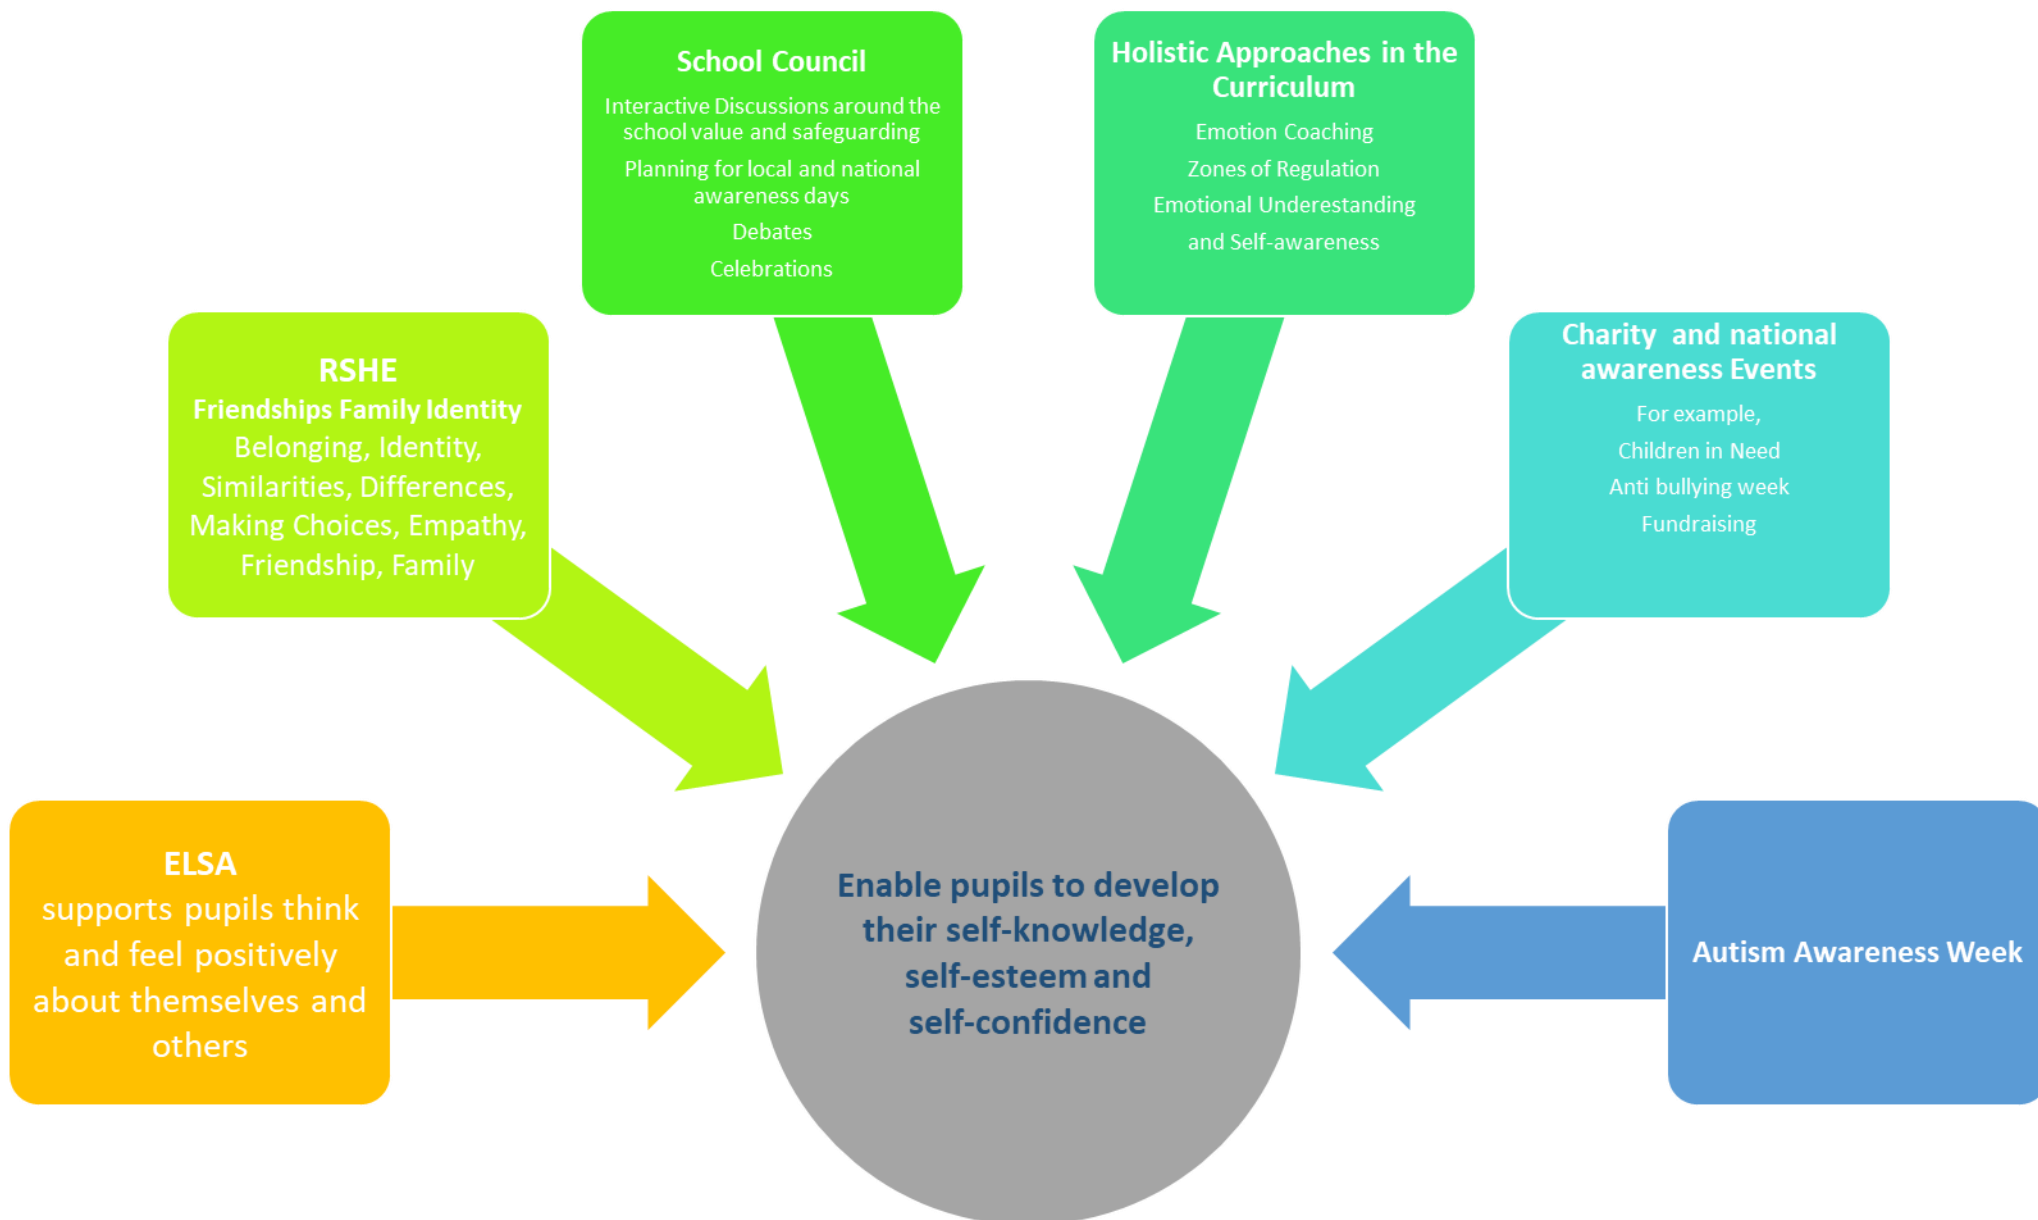 School Council
Interactive Discussions around the
school value and safeguarding
Planning for local and national
awareness days
Debates
Celebrations
Holistic Approaches in the
Curriculum
Emotion Coaching
Zones of Regulation
Emotional Underestanding
and Self-awareness
RSHE
Friendships Family Identity
Belonging, Identity,
Similarities, Differences,
Making Choices, Empathy,
Friendship, Family
Charity and national
awareness Events
For example,
Children in Need
Anti bullying week
Fundraising
ELSA
supports pupils think
and feel positively
about themselves and
others
Enable pupils to develop
their self-knowledge,
self-esteem and
self-confidence
Autism Awareness Week